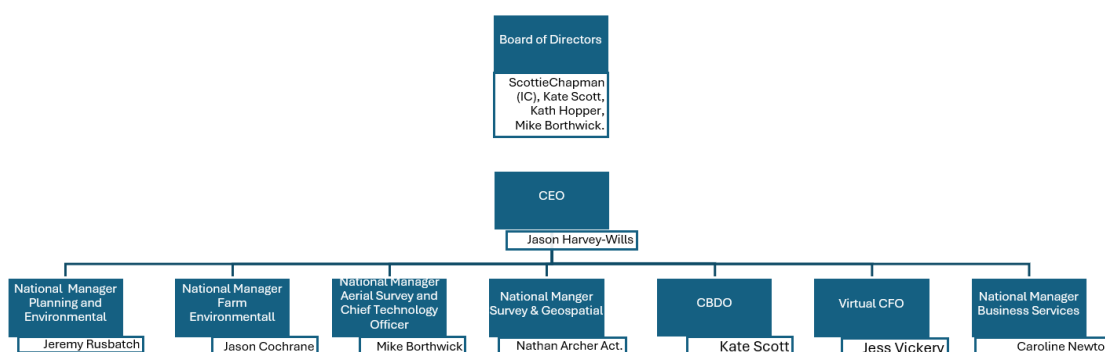 Board of Directors
ScottieChapman
(IC), Kate Scott,
Kath Hopper,
Mike Borthwick.
CEO
Jason Harvey-Wills
National Manager
Planning and
Environmental
Jeremy Rusbatch
National Manager
Farm
Environmentall
Jason Cochrane
National Manager
Aerial Survey and
Chief Technology
Officer
Mike Borthwick
National Manger
Survey & Geospatial
Nathan Archer Act.
CBDO
Kate Scott
Virtual CFO
Jess Vickery
National Manager
Business Services
Caroline Newto